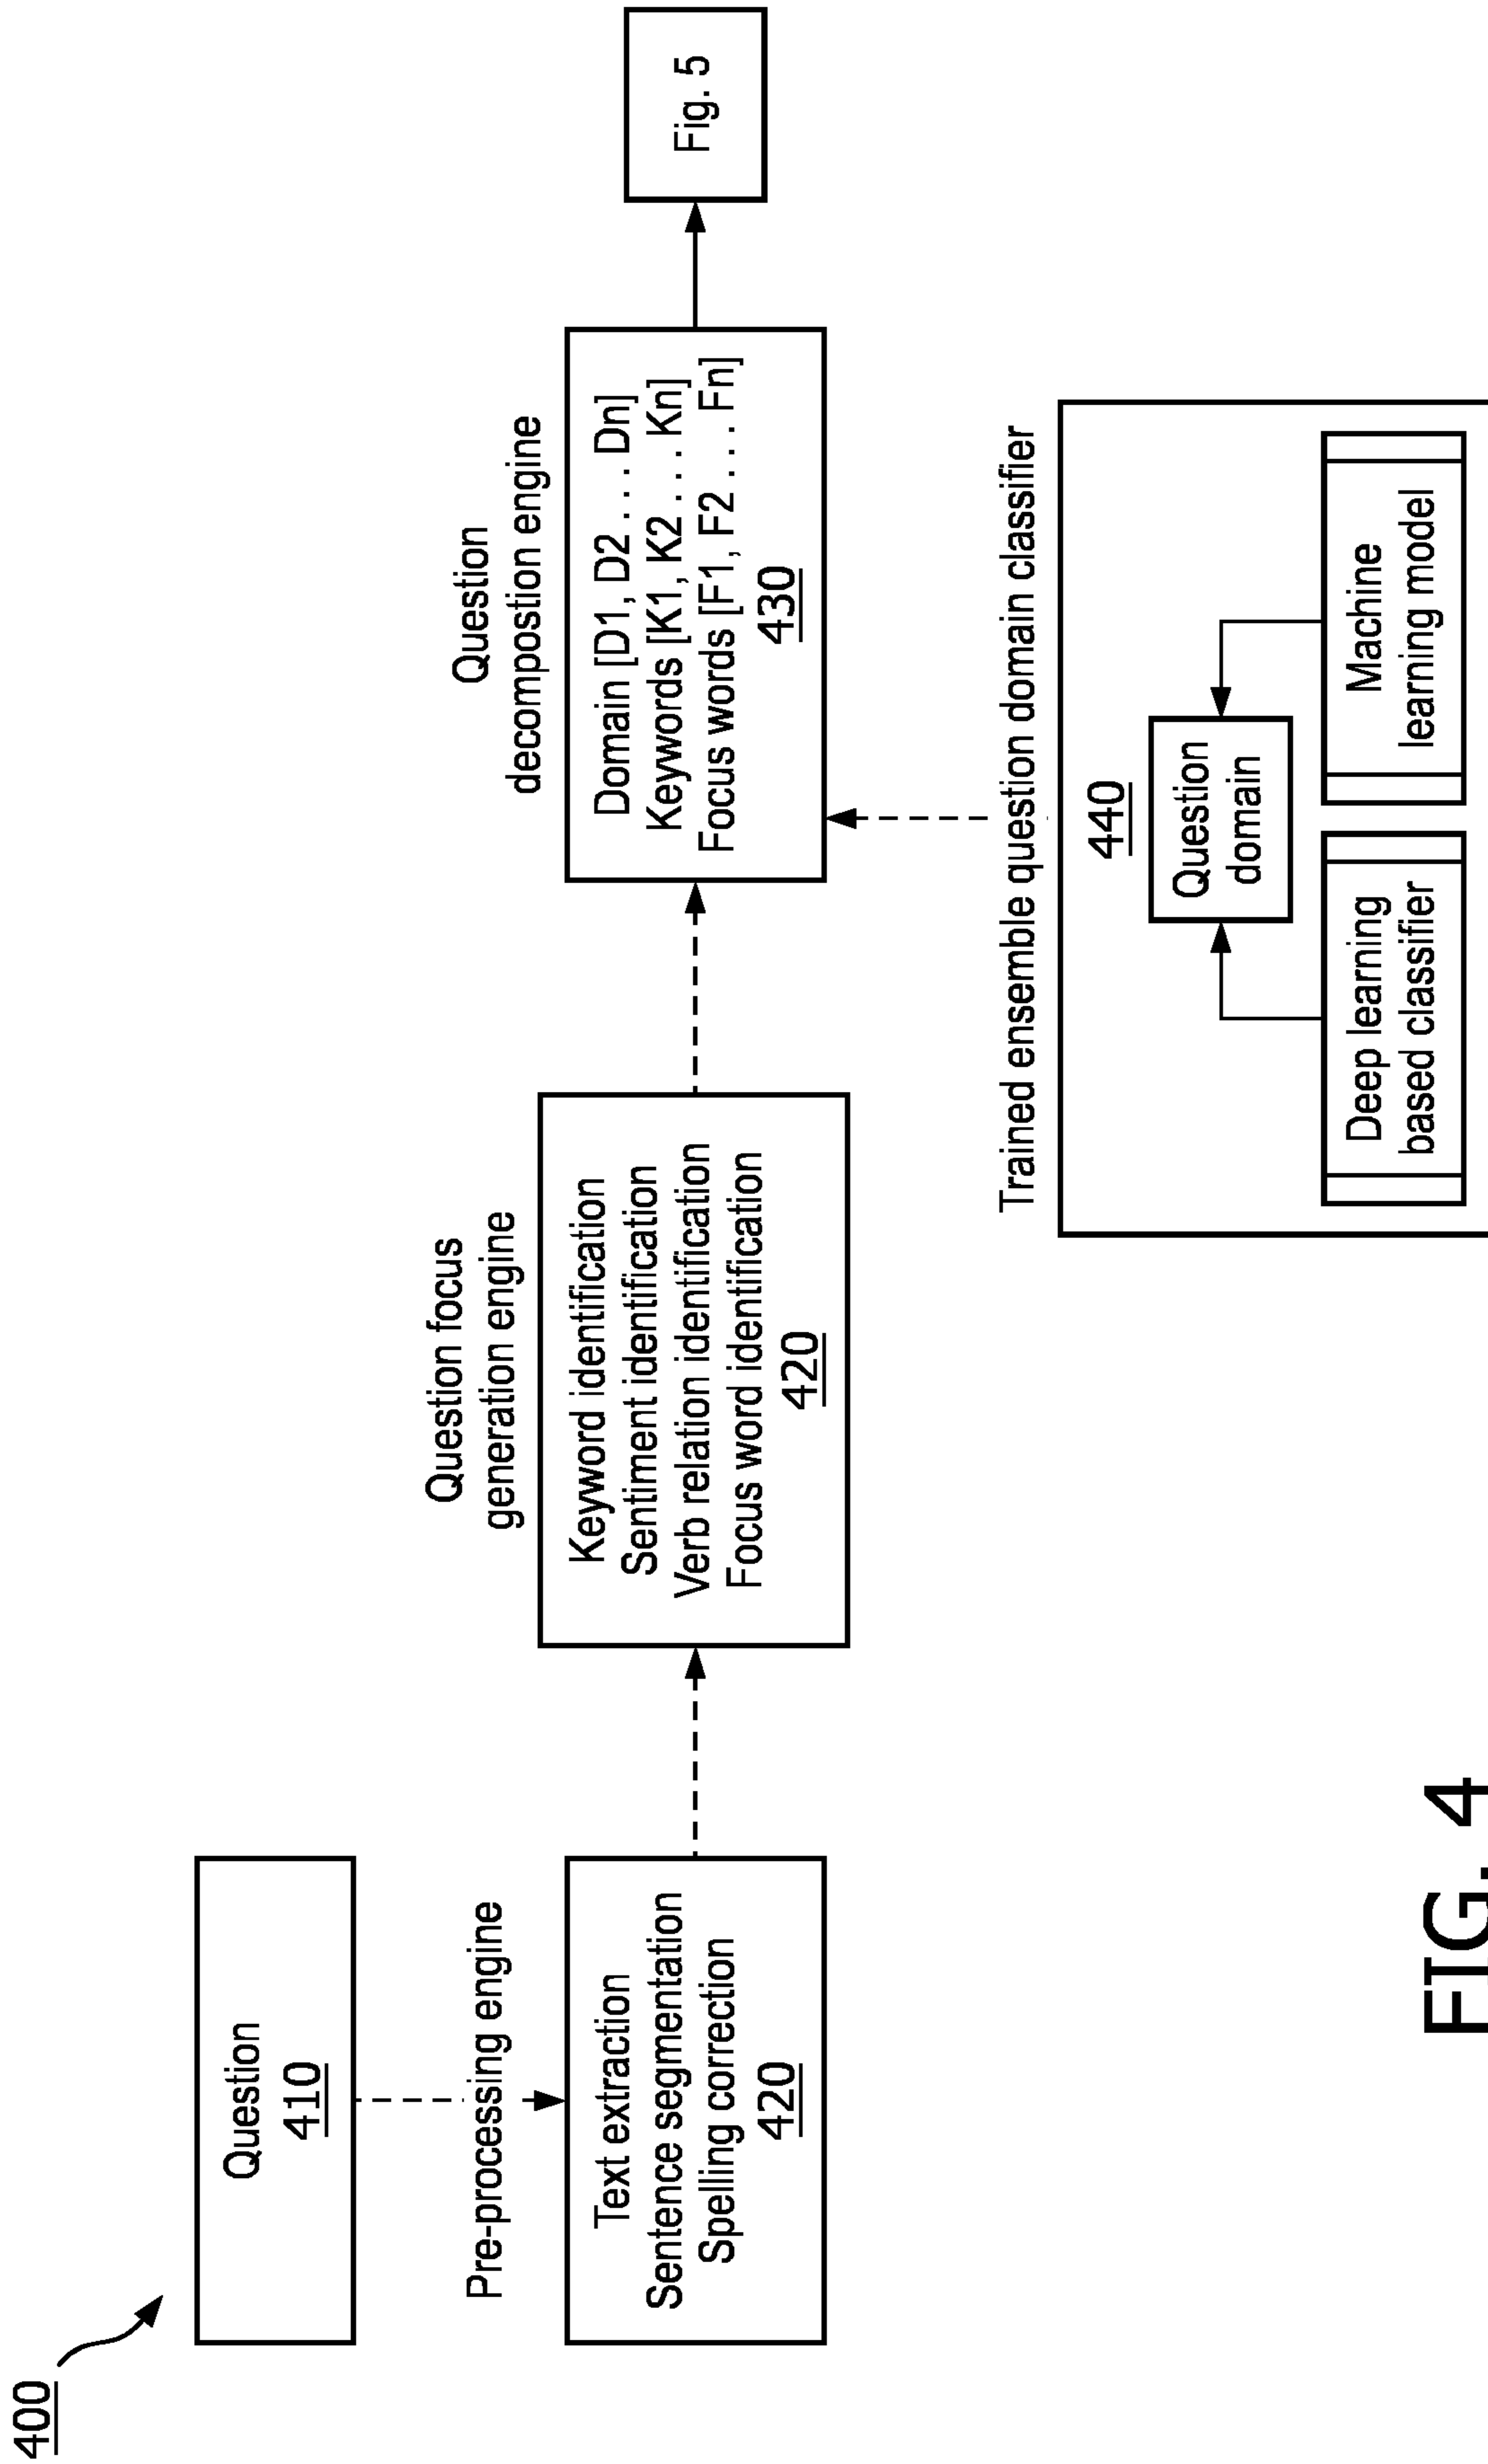 400
Question
410
Pre-processing engine
Text extraction
Sentence segmentation
Spelling correction
420
Question focus
generation engine
Keyword identification
Sentiment identification
Verb relation identification
Focus word identification
420
Question
decompostion engine
Domain [D1, D2 . . . Dn]
Keywords [K1, K2 . . . Kn]
Focus words [F1, F2 . . . Fn]
430
Fig. 5
Trained ensemble question domain classifier
440
Question
domain
Deep learning
based classifier
Machine
learning model
FIG. 4